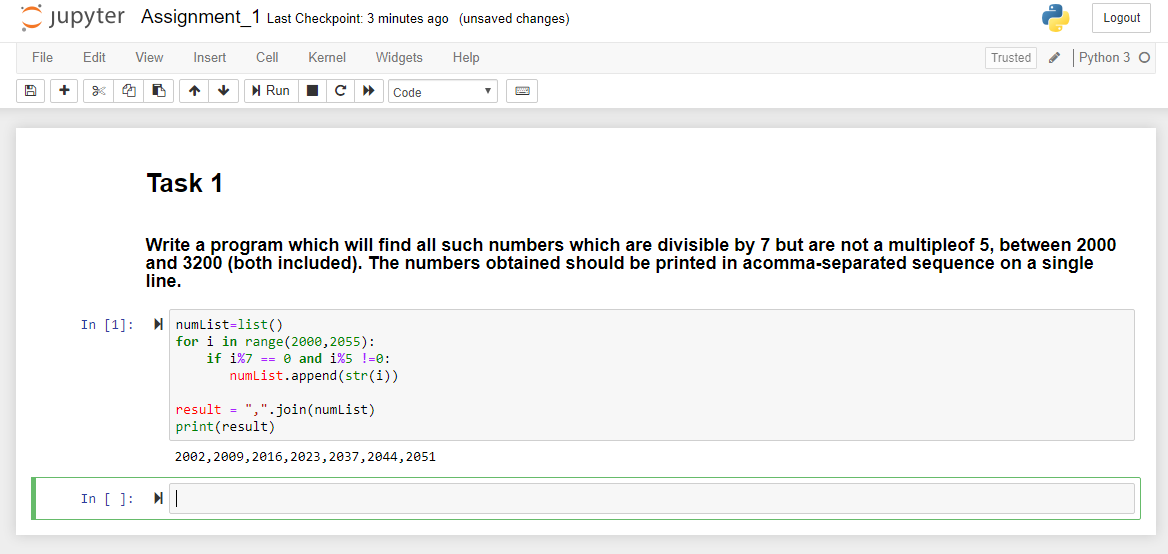 jupyter Assignment_1 Last Checkpoint: 3 minutes ago (unsaved changes) Logout
File Edit View Insert Cell Kernel Widgets Help Trusted Python 3
Run Code
Task 1
Write a program which will find all such numbers which are divisible by 7 but are not a multipleof 5, between 2000
and 3200 (both included). The numbers obtained should be printed in acomma-separated sequence on a single
line.
In [1]: numList=list()
for i in range(2000,2055):
    if i%7 == 0 and i%5 !=0:
       numList.append(str(i))
result = ",".join(numList)
print(result)
2002,2009,2016,2023,2037,2044,2051
In [ ]: